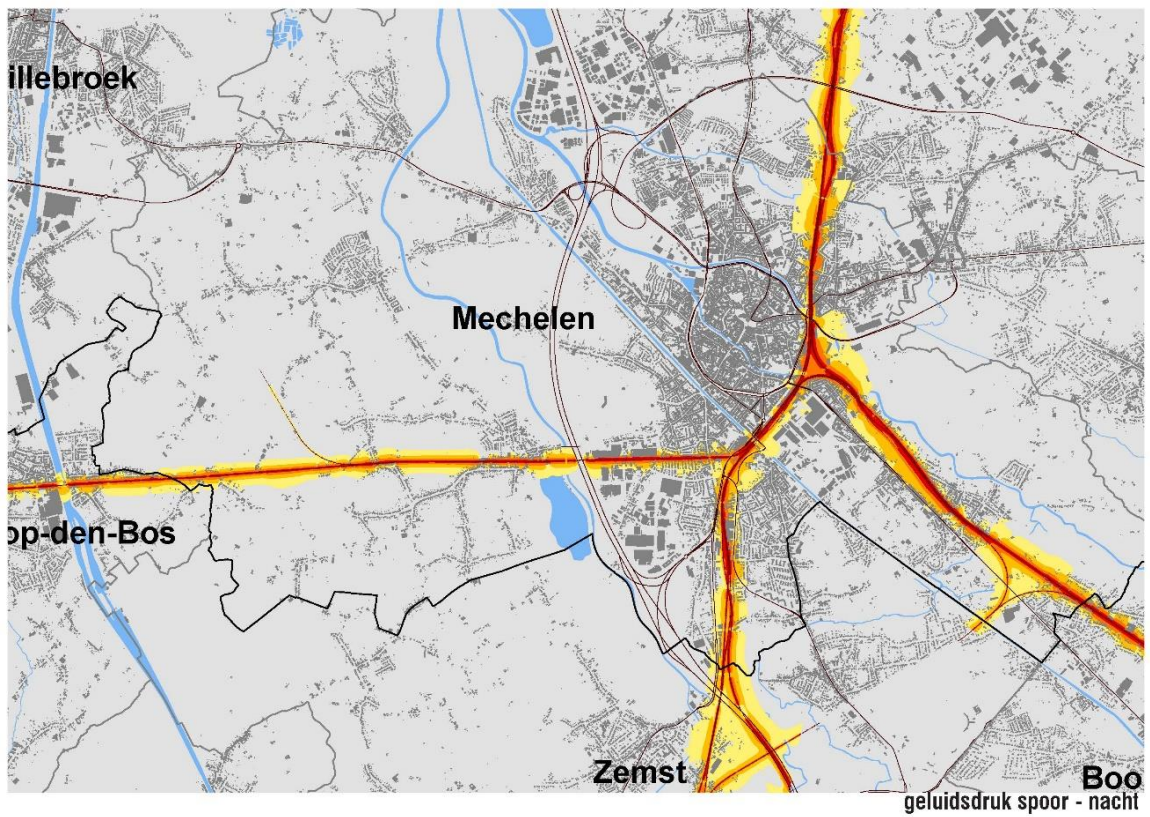 illebroek
Mechelen
op-den-Bos
Zemst
Boo
geluidsdruk spoor - nacht